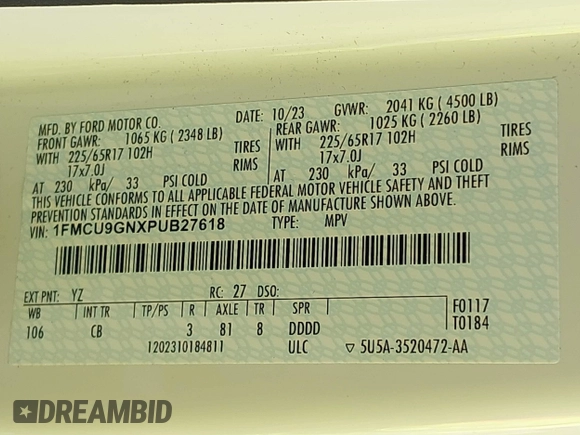 MFD. BY FORD MOTOR CO. DATE: 10/23 GVWR: 2041 KG ( 4500 LB)
FRONT GAWR: 1065 KG ( 2348 LB) REAR GAWR: 1025 KG ( 2260 LB)
WITH 225/65R17 102H TIRES WITH 225/65R17 102H TIRES
17x7.0J RIMS 17x7.0J RIMS
AT 230 kPa/ 33 PSI COLD AT 230 kPa/ 33 PSI COLD
THIS VEHICLE CONFORMS TO ALL APPLICABLE FEDERAL MOTOR VEHICLE SAFETY AND THEFT
PREVENTION STANDARDS IN EFFECT ON THE DATE OF MANUFACTURE SHOWN ABOVE.
VIN: 1FMCU9GNXPUB27618 TYPE: MPV
EXT PNT: YZ RC: 27 DSO:
WB INT TR TP/PS R AXLE TR SPR F0117
106 CB 3 81 8 DDDD T0184
1202310184811 ULC ▽ 5U5A-3520472-AA
DREAMBID